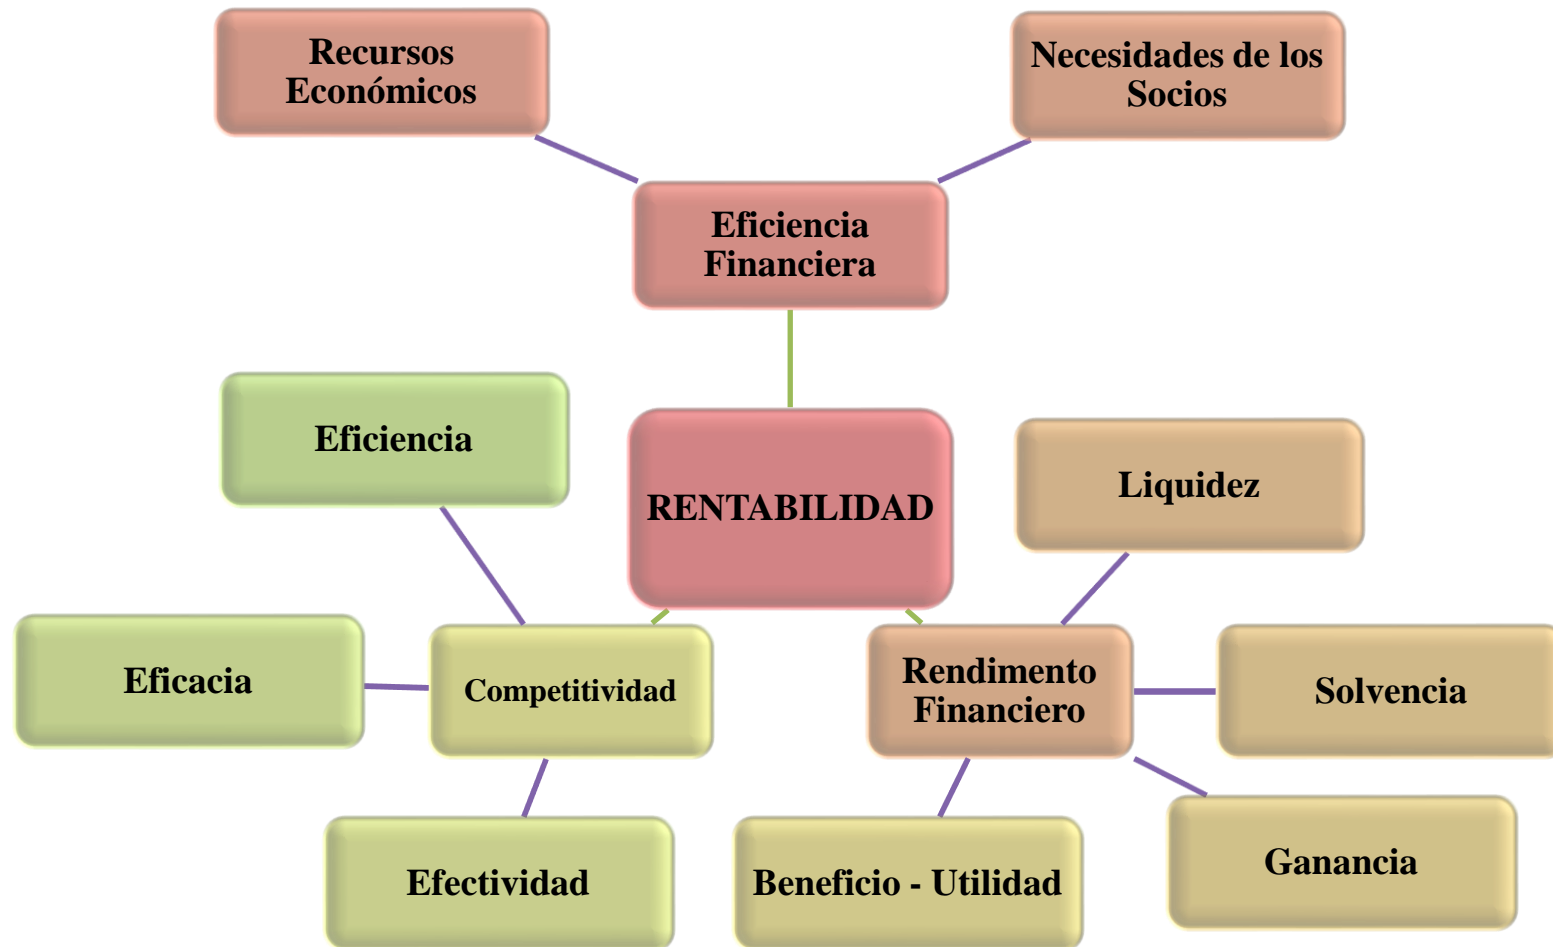 Recursos
Económicos
Necesidades de los
Socios
Eficiencia
Financiera
Eficiencia
RENTABILIDAD
Liquidez
Eficacia
Competitividad
Rendimento
Financiero
Solvencia
Efectividad
Beneficio - Utilidad
Ganancia